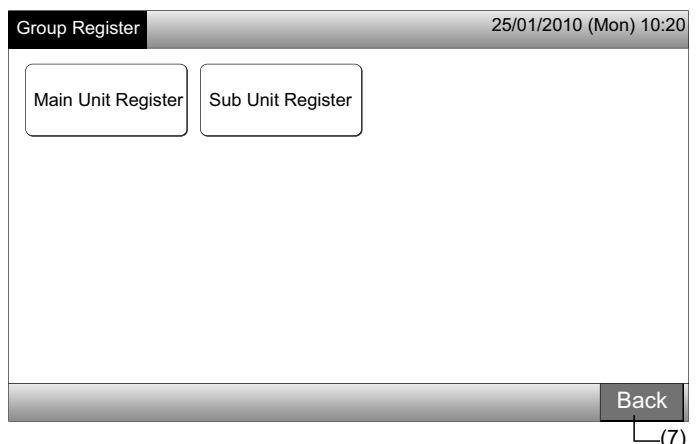 Group Register 25/01/2010 (Mon) 10:20
Main Unit Register Sub Unit Register
Back
(7)